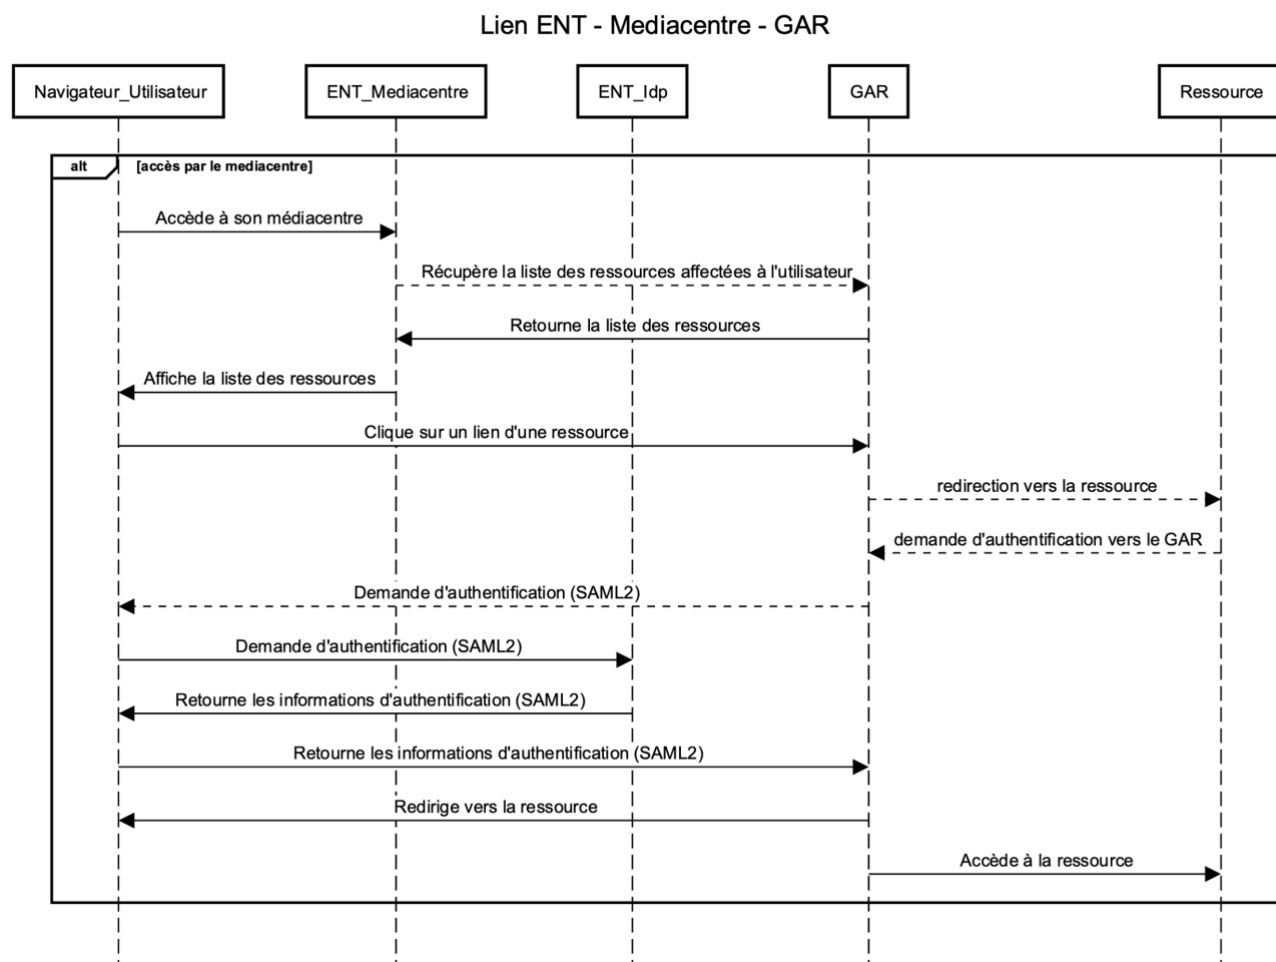 Lien ENT - Mediacentre - GAR
Navigateur_Utilisateur
ENT_Mediacentre
ENT_Idp
GAR
Ressource
alt
[accès par le mediacentre]
Accède à son médiacentre
Récupère la liste des ressources affectées à l'utilisateur
Retourne la liste des ressources
Affiche la liste des ressources
Clique sur un lien d'une ressource
redirection vers la ressource
demande d'authentification vers le GAR
Demande d'authentification (SAML2)
Demande d'authentification (SAML2)
Retourne les informations d'authentification (SAML2)
Retourne les informations d'authentification (SAML2)
Redirige vers la ressource
Accède à la ressource